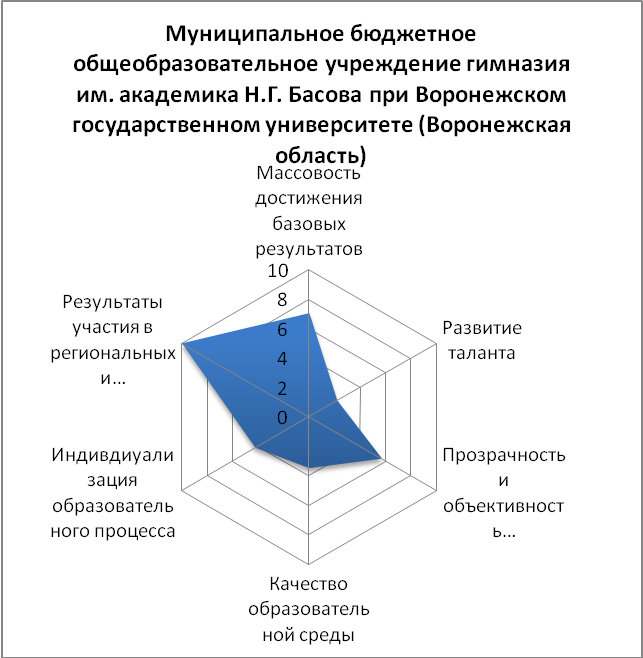 Муниципальное бюджетное
общеобразовательное учреждение гимназия
им. академика Н.Г. Басова при Воронежском
государственном университете (Воронежская
область)
Массовость
достижения
базовых
результатов
10
8
6
4
2
0
Развитие
таланта
Прозрачность
и
объективност
ь...
Качество
образователь
ной среды
Индивдиуали
зация
образователь
ного процесса
Результаты
участия в
региональных
и...